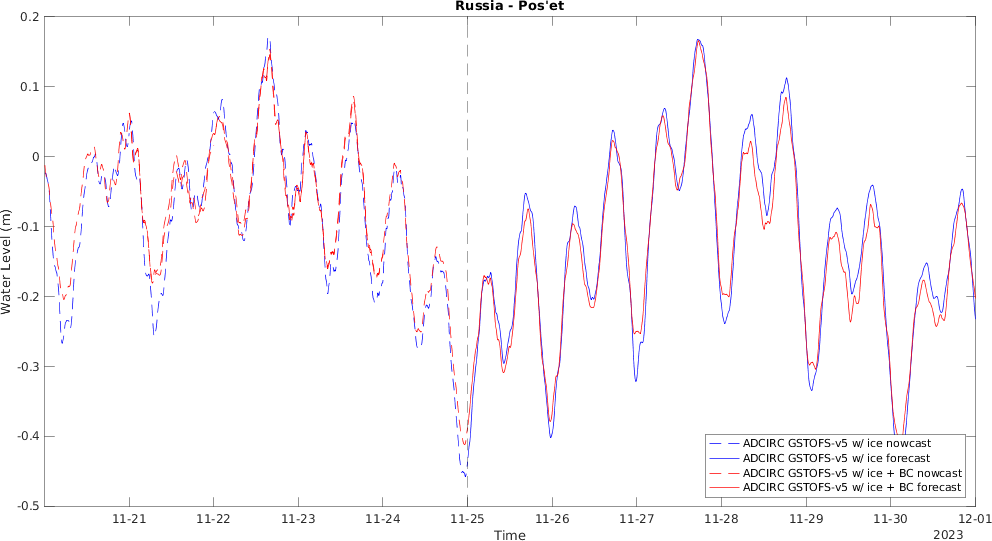 Russia - Pos'et
Water Level (m)
0.2
0.1
0
-0.1
-0.2
-0.3
-0.4
-0.5
ADCIRC GSTOFS-v5 w/ ice nowcast
ADCIRC GSTOFS-v5 w/ ice forecast
ADCIRC GSTOFS-v5 w/ ice + BC nowcast
ADCIRC GSTOFS-v5 w/ ice + BC forecast
11-21 11-22 11-23 11-24 11-25 11-26 11-27 11-28 11-29 11-30 12-01
Time
2023